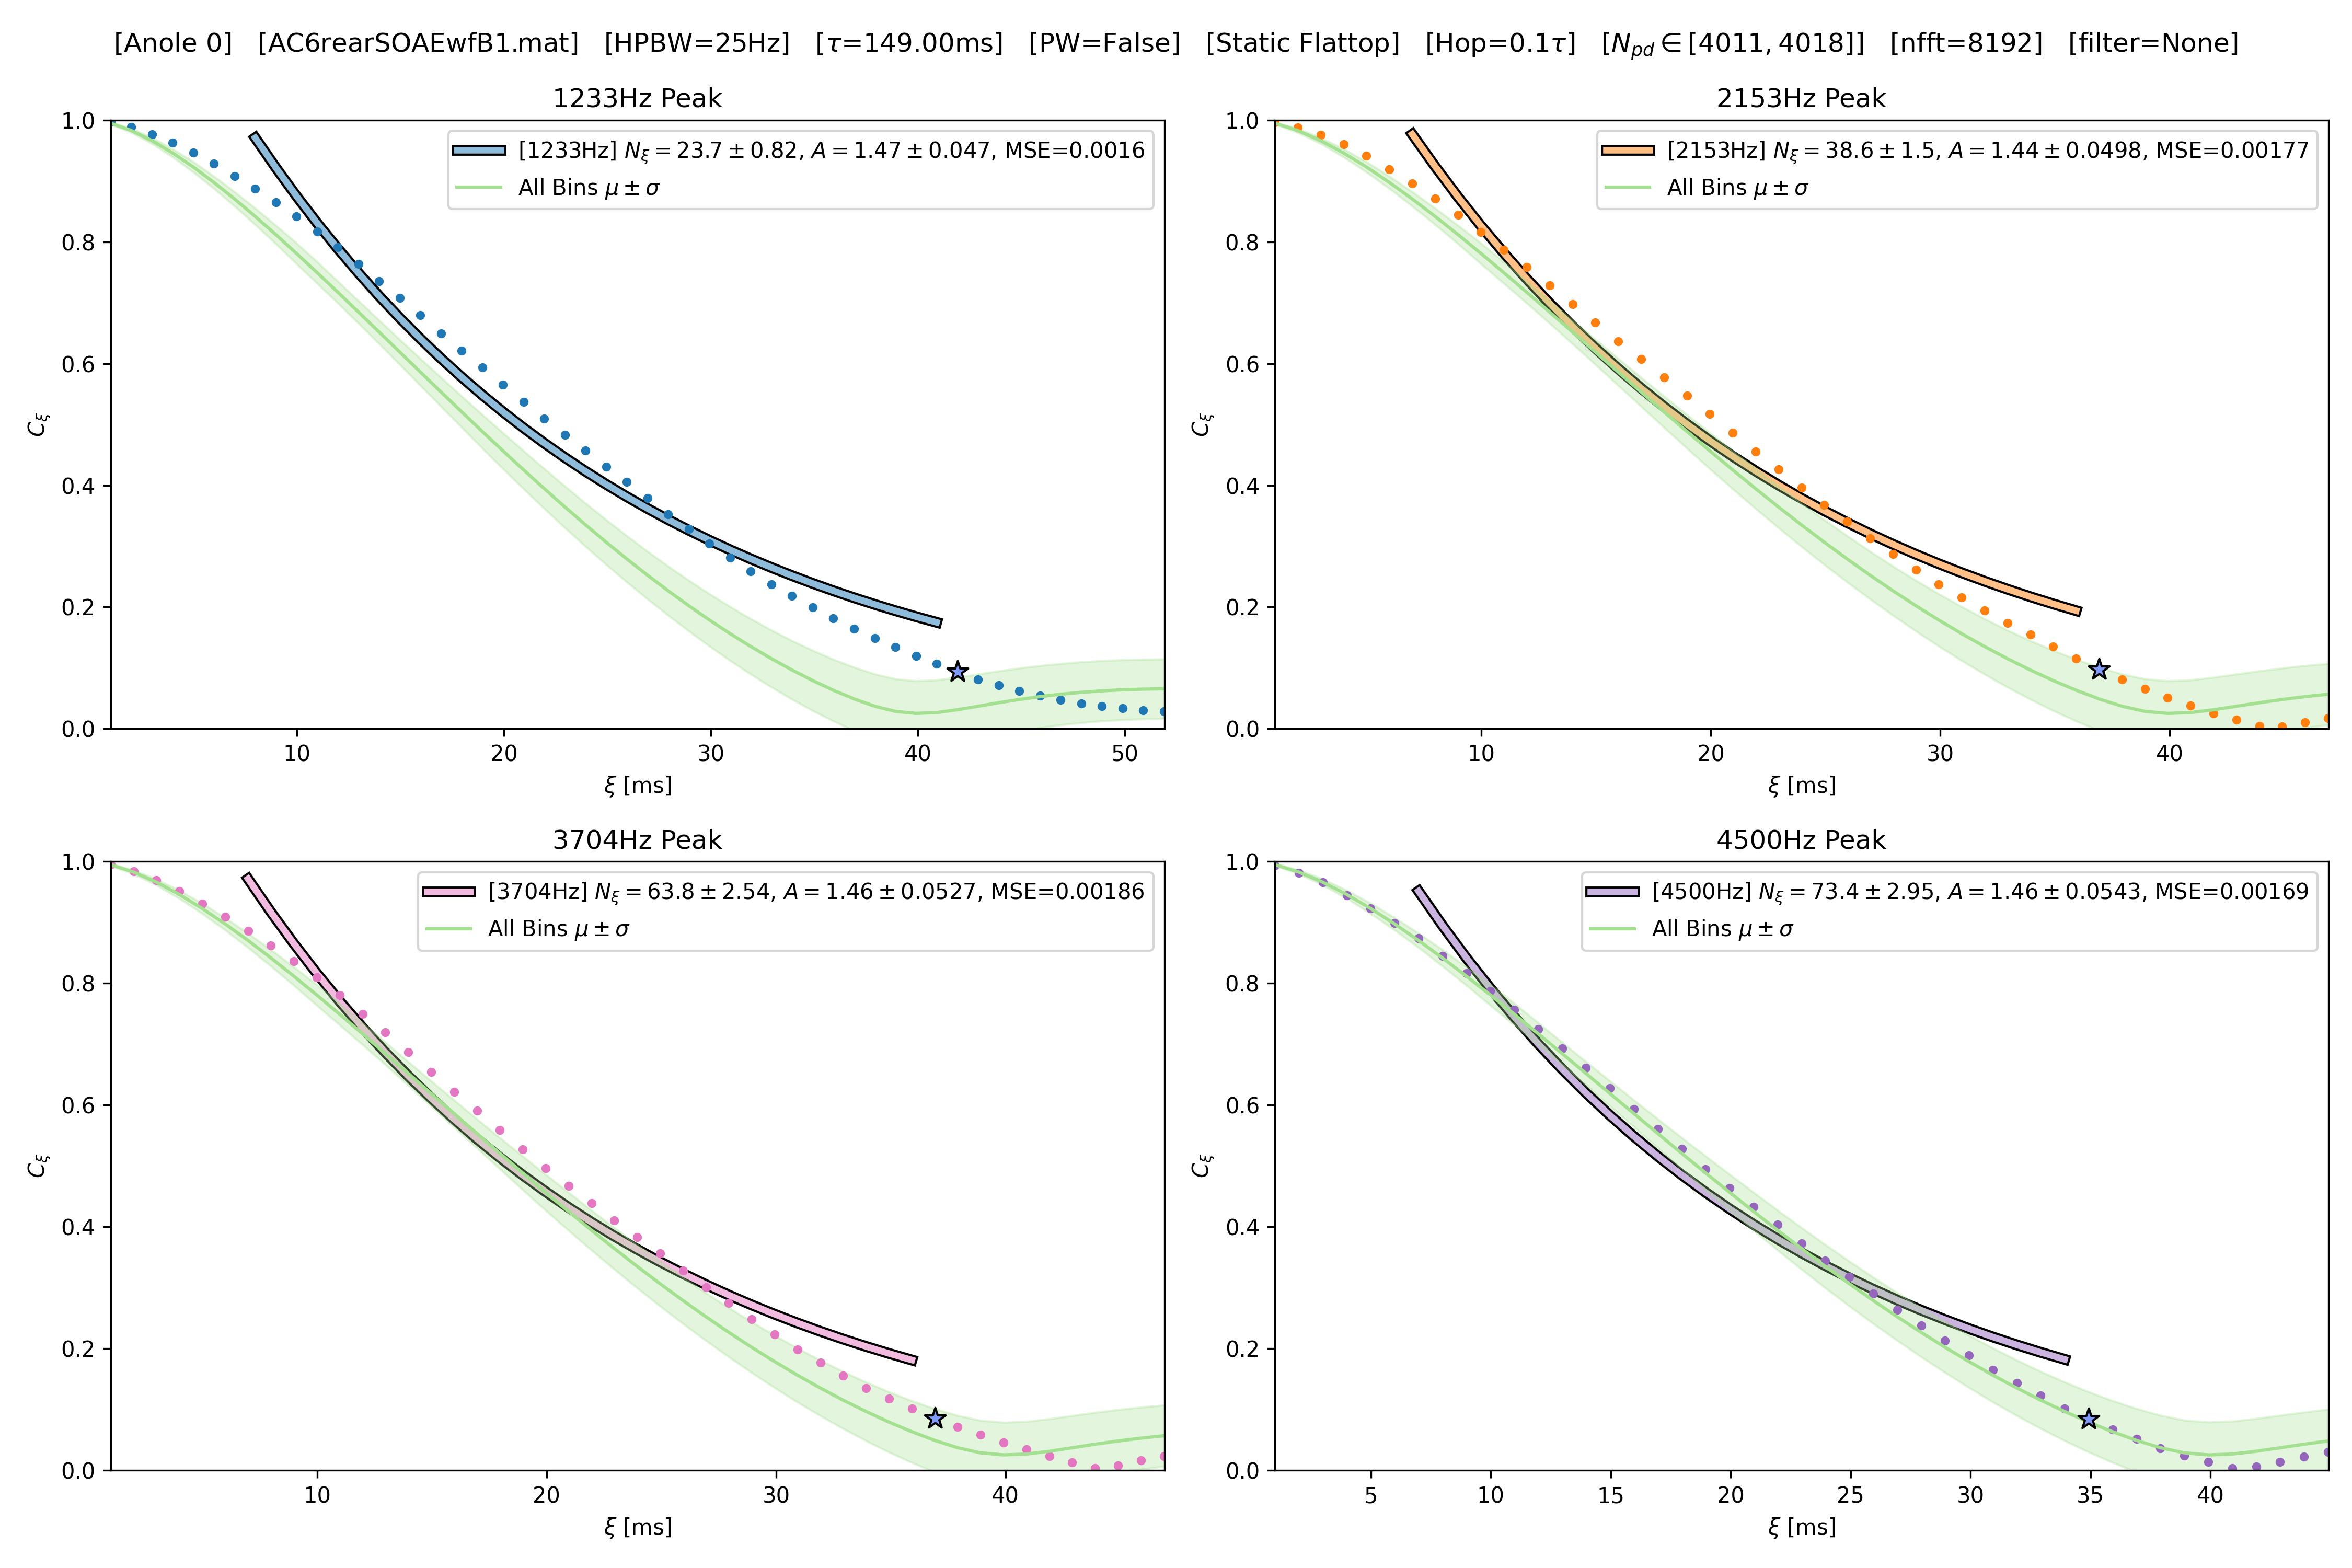 [Anole 0]   [AC6rearSOAEwfB1.mat]   [HPBW=25Hz]   [τ=149.00ms]   [PW=False]   [Static Flattop]   [Hop=0.1τ]   [N_pd ∈ [4011, 4018]]   [nfft=8192]   [filter=None]
1233Hz Peak
[1233Hz] N_ξ = 23.7 ± 0.82, A = 1.47 ± 0.047, MSE=0.0016
All Bins μ ± σ
C_ξ
1.0
0.8
0.6
0.4
0.2
0.0
10 20 30 40 50
ξ [ms]
2153Hz Peak
[2153Hz] N_ξ = 38.6 ± 1.5, A = 1.44 ± 0.0498, MSE=0.00177
All Bins μ ± σ
C_ξ
1.0
0.8
0.6
0.4
0.2
0.0
10 20 30 40
ξ [ms]
3704Hz Peak
[3704Hz] N_ξ = 63.8 ± 2.54, A = 1.46 ± 0.0527, MSE=0.00186
All Bins μ ± σ
C_ξ
1.0
0.8
0.6
0.4
0.2
0.0
10 20 30 40
ξ [ms]
4500Hz Peak
[4500Hz] N_ξ = 73.4 ± 2.95, A = 1.46 ± 0.0543, MSE=0.00169
All Bins μ ± σ
C_ξ
1.0
0.8
0.6
0.4
0.2
0.0
5 10 15 20 25 30 35 40
ξ [ms]